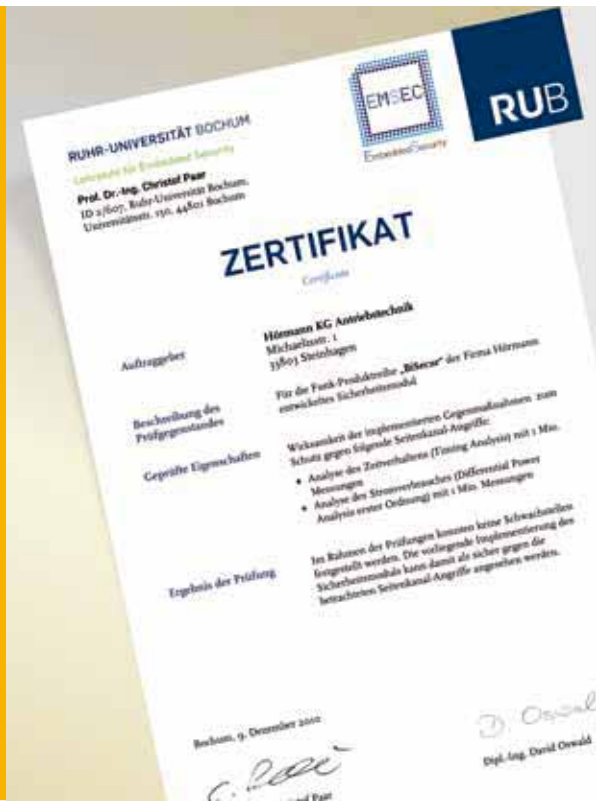 RUHR-UNIVERSITÄT BOCHUM
Lehrstuhl für Embedded Security
Prof. Dr.-Ing. Christof Paar
ID 2/607, Ruhr-Universität Bochum,
Universitätsstr. 150, 44801 Bochum
EMSEC
Embedded Security
RUB
ZERTIFIKAT
Certificate
Auftraggeber
Hörmann KG Antriebstechnik
Michaelisstr. 1
33803 Steinhagen
Beschreibung des
Prüfgegenstandes
Für die Funk-Produktreihe „BiSecur“ der Firma Hörmann
entwickeltes Sicherheitsmodul
Geprüfte Eigenschaften
Wirksamkeit der implementierten Gegenmaßnahmen zum
Schutz gegen folgende Seitenkanal-Angriffe:
• Analyse des Zeitverhaltens (Timing Analysis) mit 1 Mio.
Messungen
• Analyse des Stromverbrauches (Differential Power
Analysis erster Ordnung) mit 1 Mio. Messungen
Ergebnis der Prüfung
Im Rahmen der Prüfungen konnten keine Schwachstellen
festgestellt werden. Die vorliegende Implementierung des
Sicherheitsmoduls kann damit als sicher gegen die
betrachteten Seitenkanal-Angriffe angesehen werden.
Bochum, 9. Dezember 2010
D. Oswald
Dipl.-Ing. David Oswald
Paar